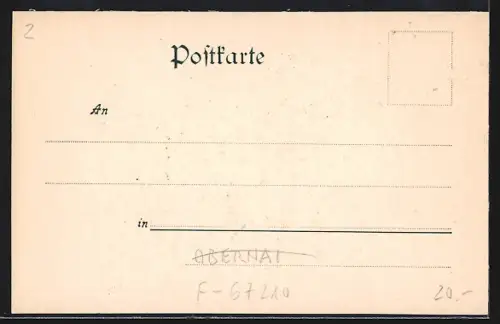 2
Postkarte
An
in
ABERNAI
F-67210
20.-